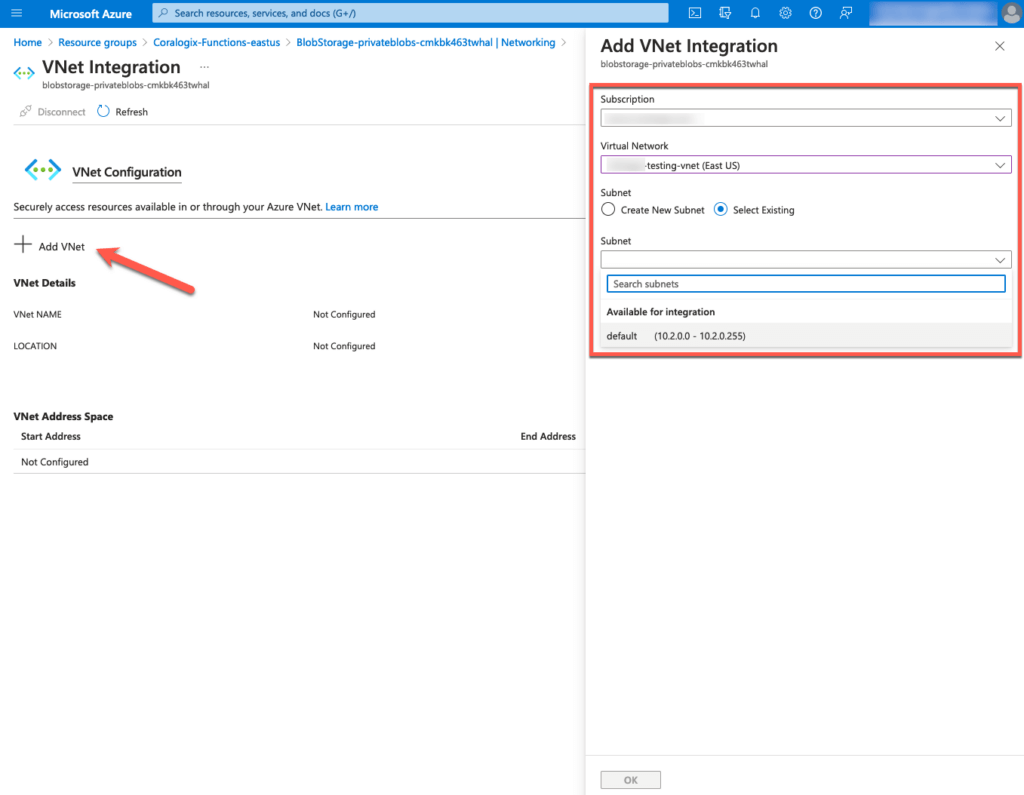 Microsoft Azure
Search resources, services, and docs (G+/)
Home > Resource groups > Coralogix-Functions-eastus > BlobStorage-privateblobs-cmkbk463twhal | Networking >
VNet Integration ...
blobstorage-privateblobs-cmkbk463twhal
Disconnect Refresh
VNet Configuration
Securely access resources available in or through your Azure VNet. Learn more
Add VNet
VNet Details
VNet NAME Not Configured
LOCATION Not Configured
VNet Address Space
Start Address End Address
Not Configured
Add VNet Integration
blobstorage-privateblobs-cmkbk463twhal
Subscription
Virtual Network
-testing-vnet (East US)
Subnet
Create New Subnet Select Existing
Subnet
Search subnets
Available for integration
default (10.2.0.0 - 10.2.0.255)
OK